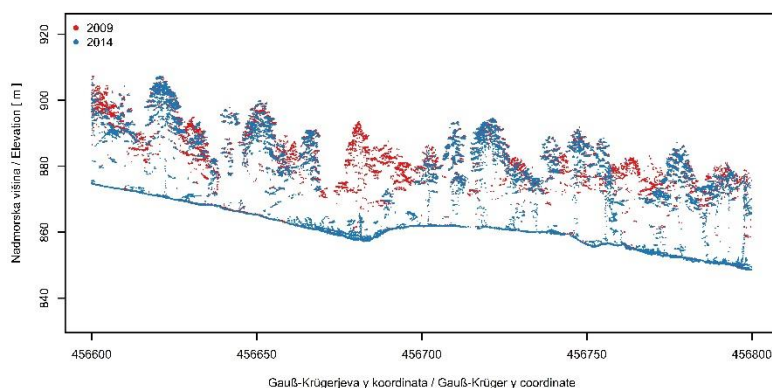 2009
2014
920
900
880
860
840
Nadmorska višina / Elevation [ m ]
456600 456650 456700 456750 456800
Gauß-Krügerjeva y koordinata / Gauß-Krüger y coordinate